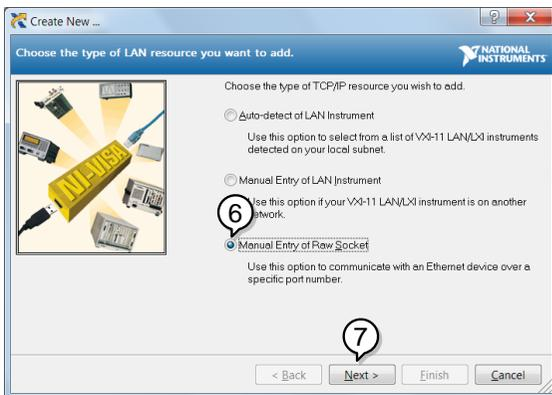 Create New ...
Choose the type of LAN resource you want to add.
NATIONAL
INSTRUMENTS
NI-VISA
Choose the type of TCP/IP resource you wish to add.
Auto-detect of LAN Instrument
Use this option to select from a list of VXI-11 LAN/LXI instruments
detected on your local subnet.
Manual Entry of LAN Instrument
Use this option if your VXI-11 LAN/LXI instrument is on another
network.
6
Manual Entry of Raw Socket
Use this option to communicate with an Ethernet device over a
specific port number.
7
< Back
Next >
Finish
Cancel